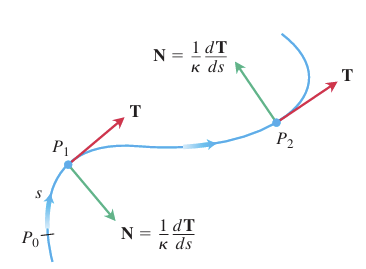 N = 1/κ dT/ds
T
T
P₁
P₂
s
N = 1/κ dT/ds
P₀